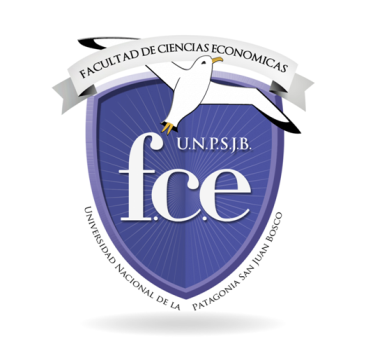 FACULTAD DE CIENCIAS ECONOMICAS
U.N.P.S.J.B.
f.c.e
UNIVERSIDAD NACIONAL DE LA PATAGONIA SAN JUAN BOSCO